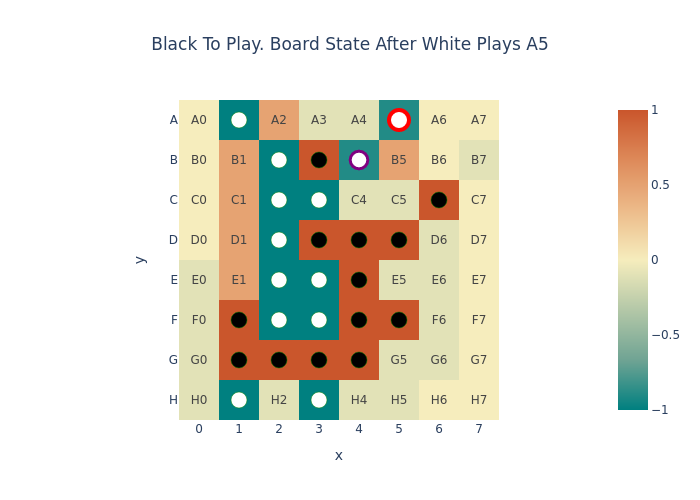 Black To Play. Board State After White Plays A5
A A0 A2 A3 A4 A6 A7
B B0 B1 B5 B6 B7
C C0 C1 C4 C5 C7
D D0 D1 D6 D7
E E0 E1 E5 E6 E7
F F0 F6 F7
G G0 G5 G6 G7
H H0 H2 H4 H5 H6 H7
0 1 2 3 4 5 6 7
x
y
1
0.5
0
−0.5
−1